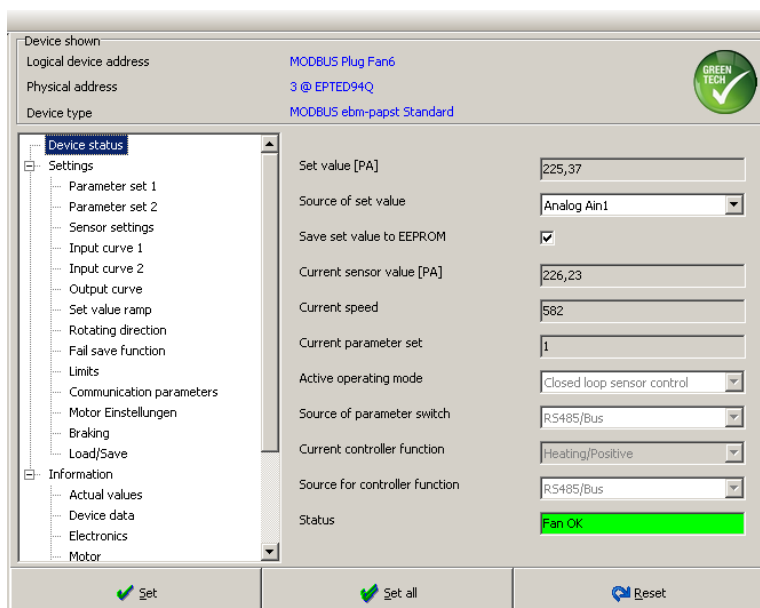 Device shown
Logical device address MODBUS Plug Fan6
Physical address 3 @ EPTED94Q
Device type MODBUS ebm-papst Standard
GREEN
TECH
Device status
Settings
Parameter set 1
Parameter set 2
Sensor settings
Input curve 1
Input curve 2
Output curve
Set value ramp
Rotating direction
Fail save function
Limits
Communication parameters
Motor Einstellungen
Braking
Load/Save
Information
Actual values
Device data
Electronics
Motor
Set value [PA] 225,37
Source of set value Analog Ain1
Save set value to EEPROM
Current sensor value [PA] 226,23
Current speed 582
Current parameter set 1
Active operating mode Closed loop sensor control
Source of parameter switch RS485/Bus
Current controller function Heating/Positive
Source for controller function RS485/Bus
Status Fan OK
Set Set all Reset